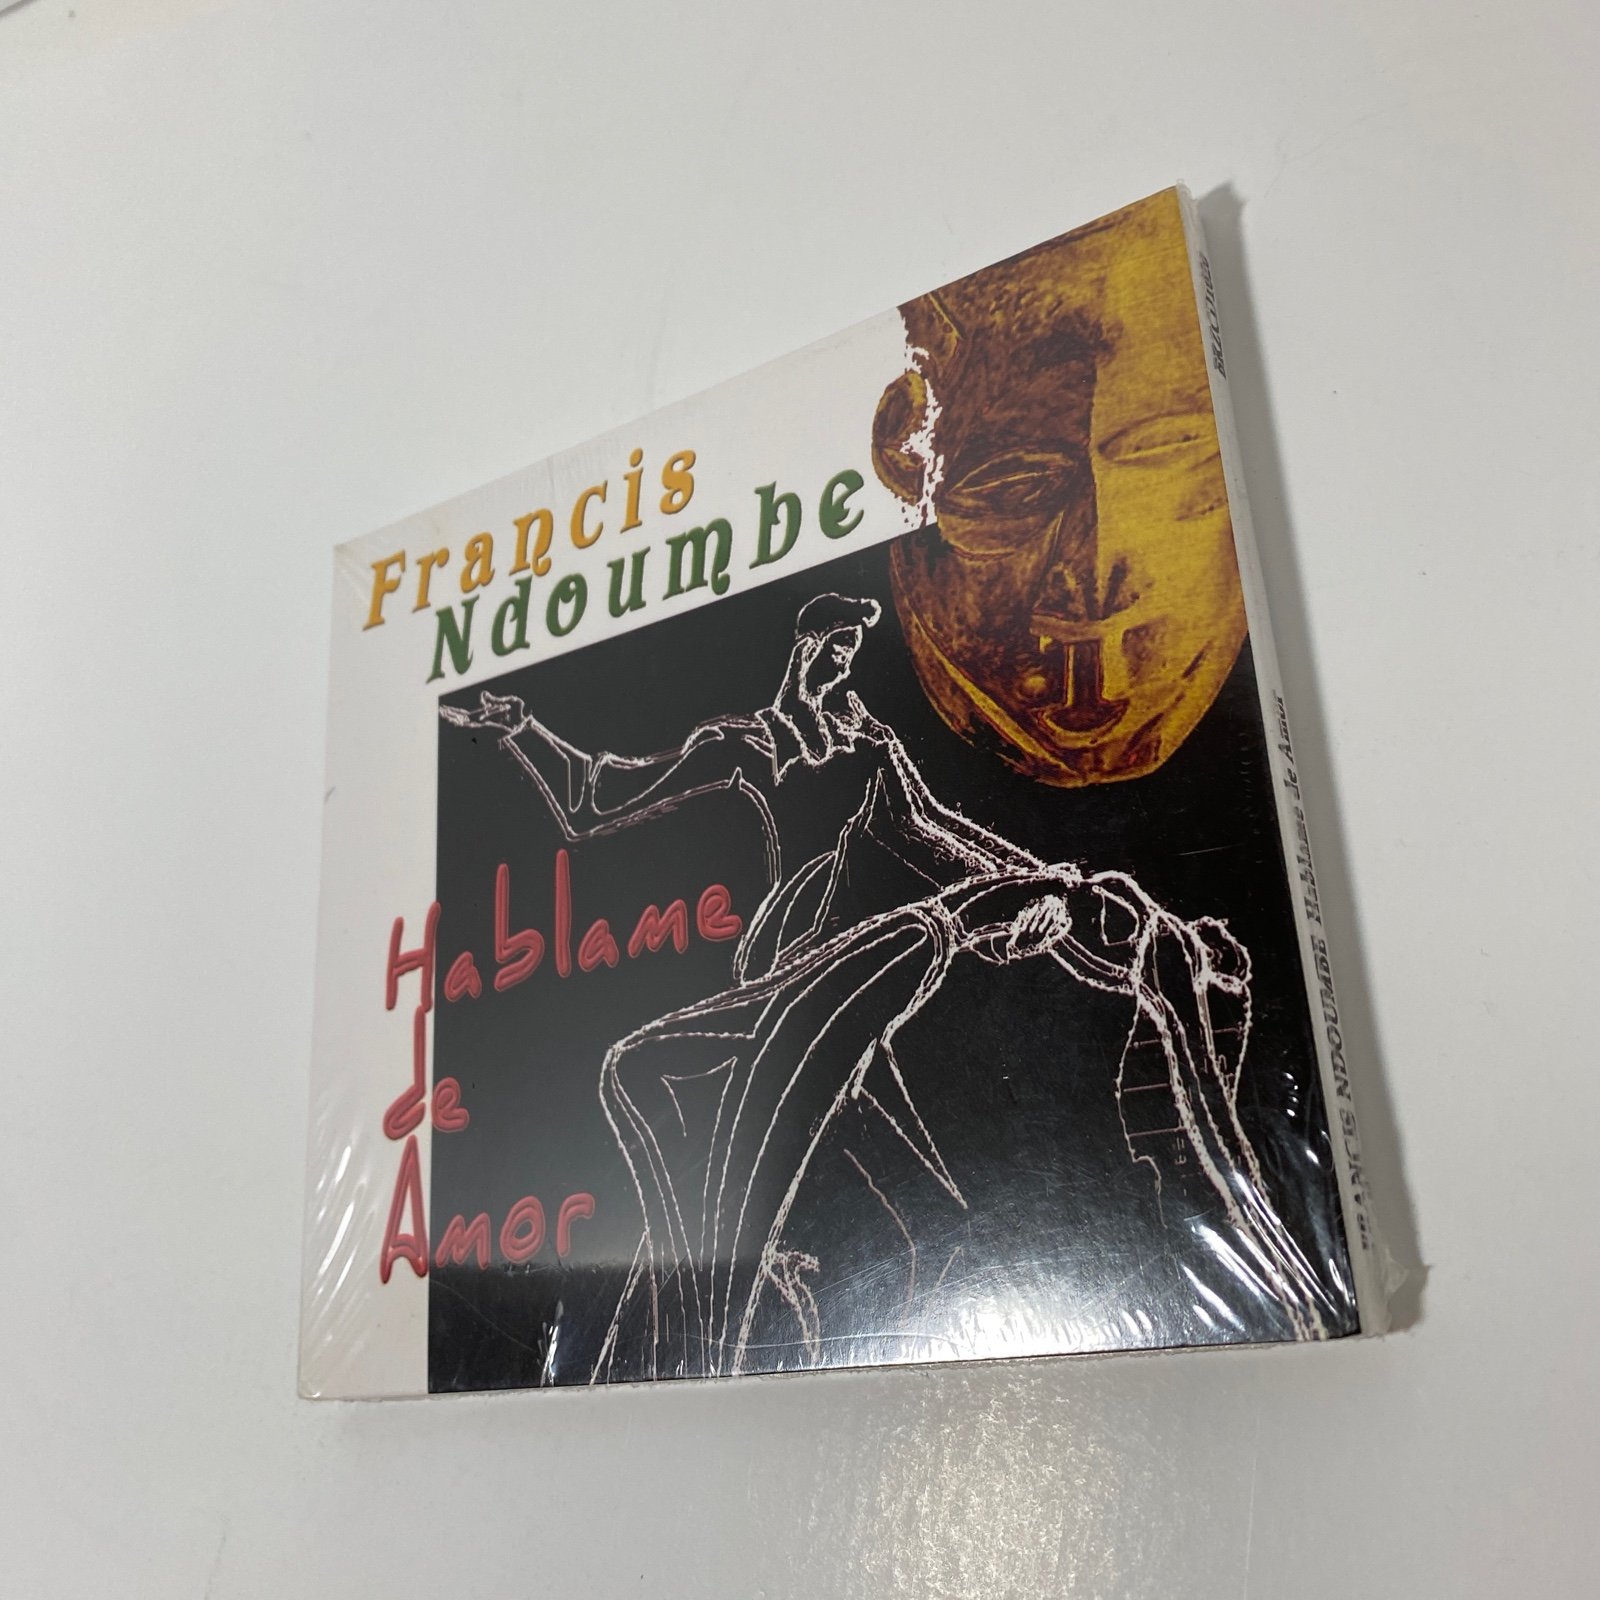 Francis
Ndoumbe
Hablame
de
Amor
FRANCIS NDOUMBE Hablame de Amor